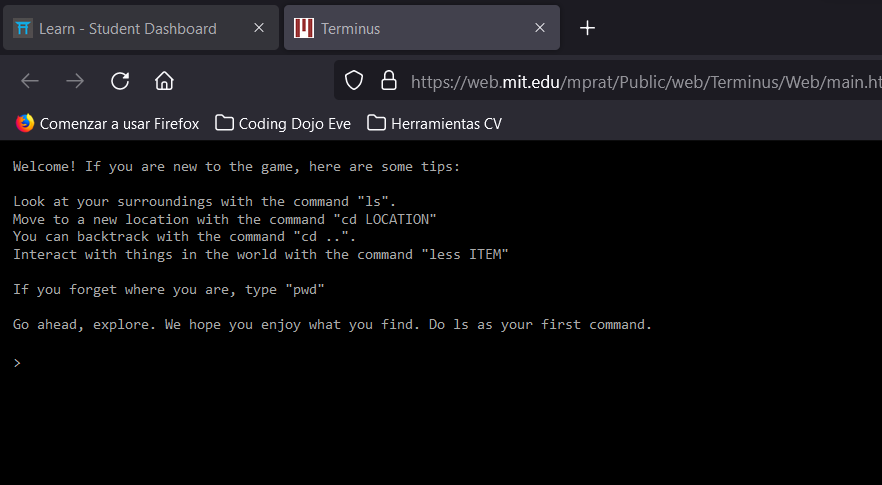 Learn - Student Dashboard
Terminus
https://web.mit.edu/mprat/Public/web/Terminus/Web/main.ht
Comenzar a usar Firefox Coding Dojo Eve Herramientas CV
Welcome! If you are new to the game, here are some tips:
Look at your surroundings with the command "ls".
Move to a new location with the command "cd LOCATION"
You can backtrack with the command "cd ..".
Interact with things in the world with the command "less ITEM"
If you forget where you are, type "pwd"
Go ahead, explore. We hope you enjoy what you find. Do ls as your first command.
>